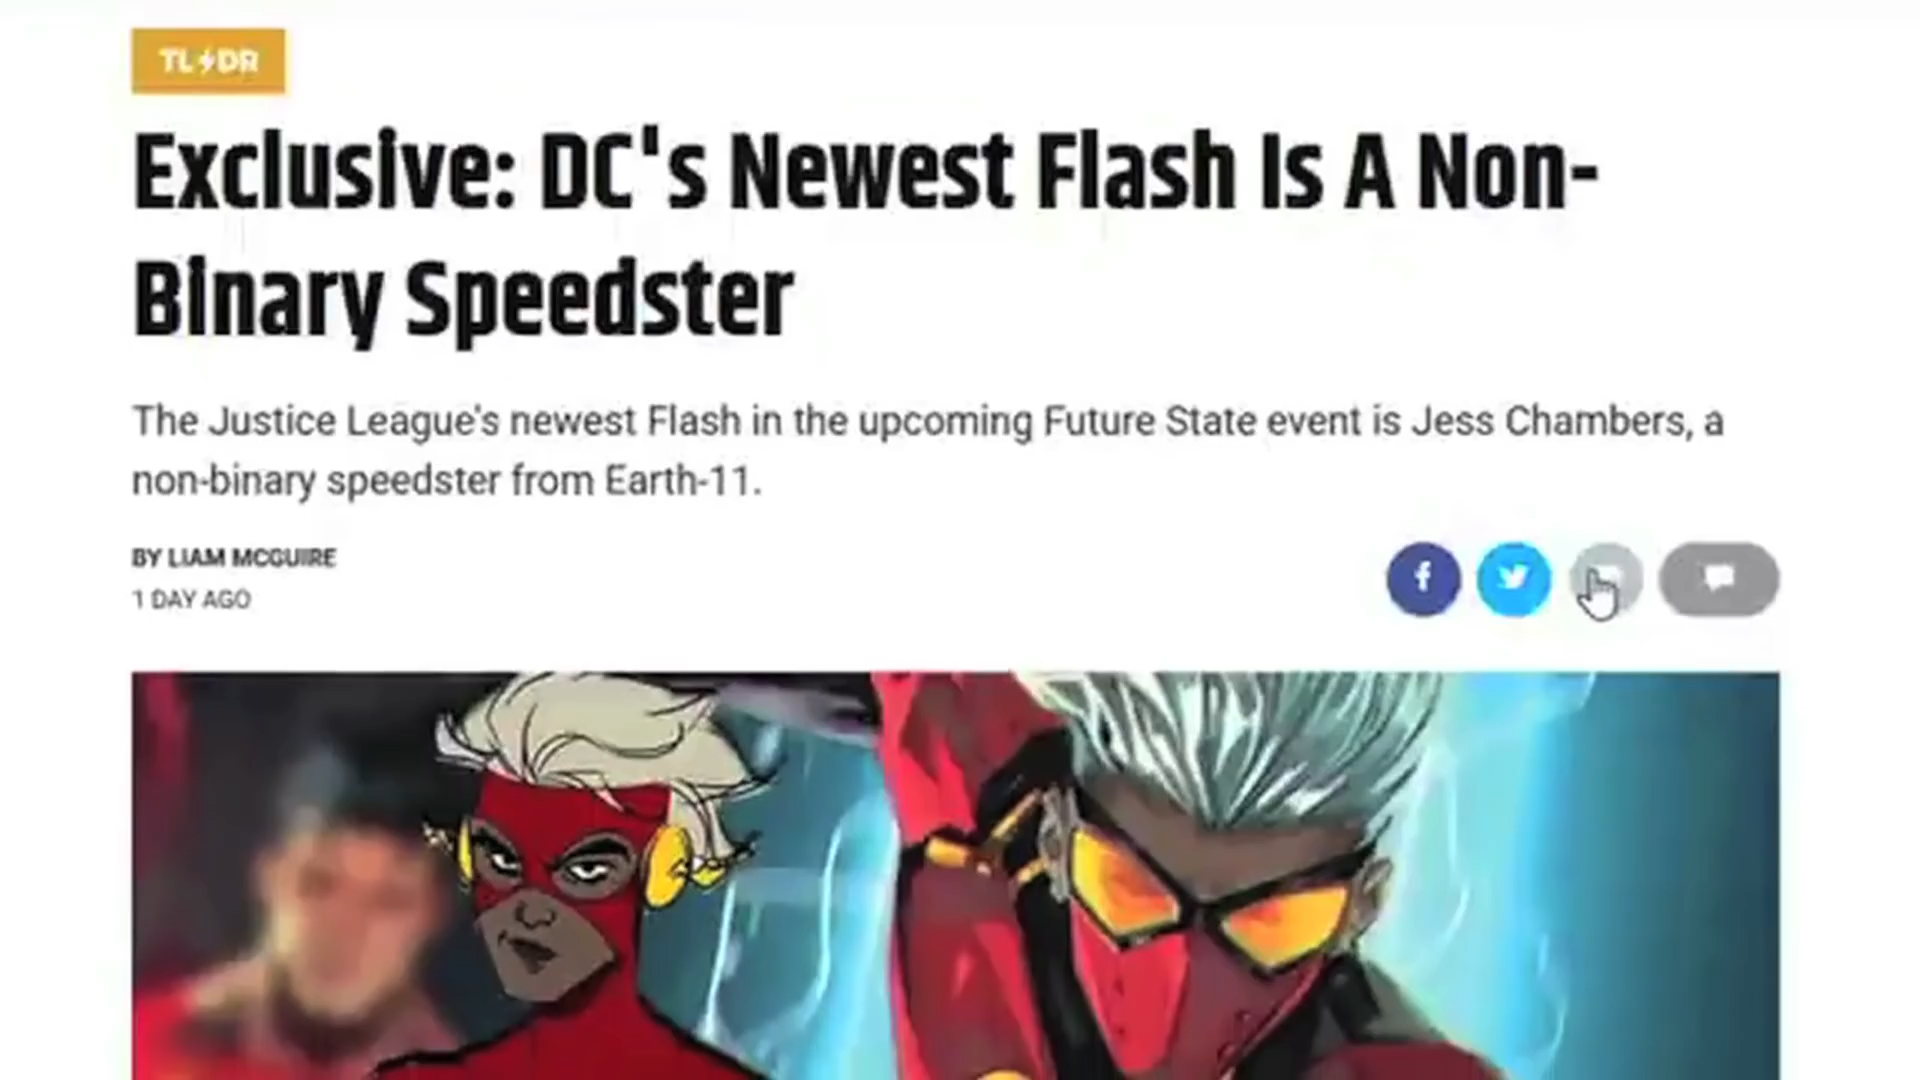 TL DR
Exclusive: DC's Newest Flash Is A Non-
Binary Speedster
The Justice League's newest Flash in the upcoming Future State event is Jess Chambers, a
non-binary speedster from Earth-11.
BY LIAM MCGUIRE
1 DAY AGO